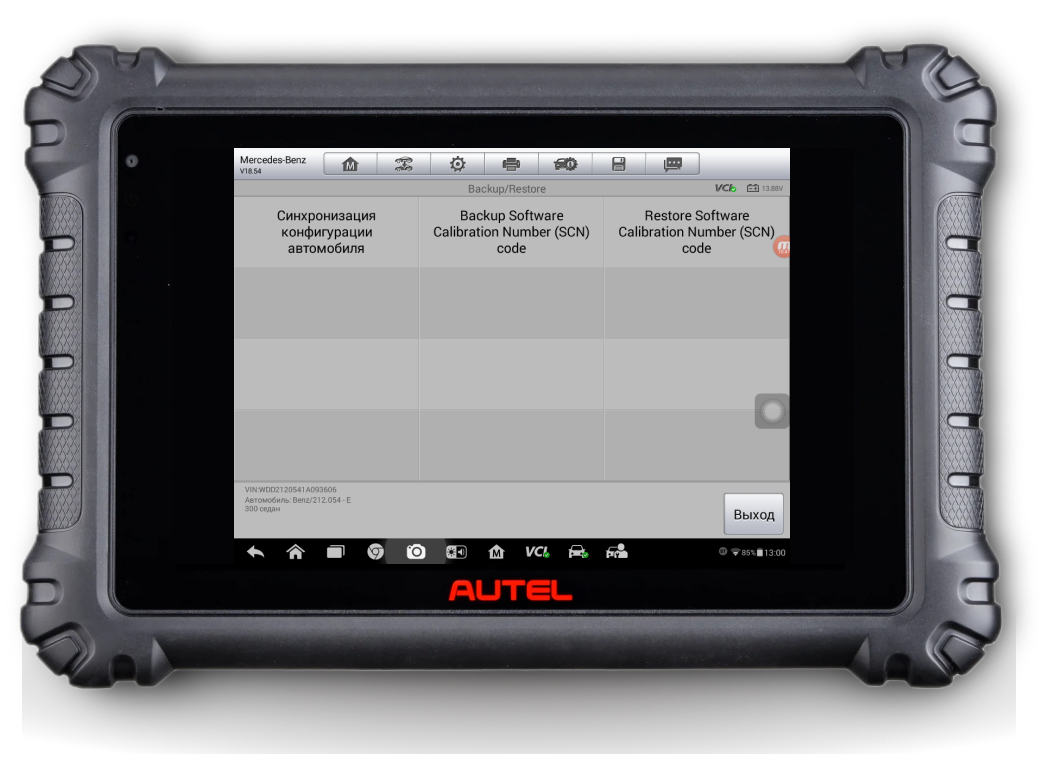 Mercedes-Benz
V18.54
M
Backup/Restore
VCI
13.88V
Синхронизация
конфигурации
автомобиля
Backup Software
Calibration Number (SCN)
code
Restore Software
Calibration Number (SCN)
code
VIN:WDD2120541A093606
Автомобиль: Benz/212.054 - E
300 седан
Выход
M
VCI
85%
13:00
AUTEL